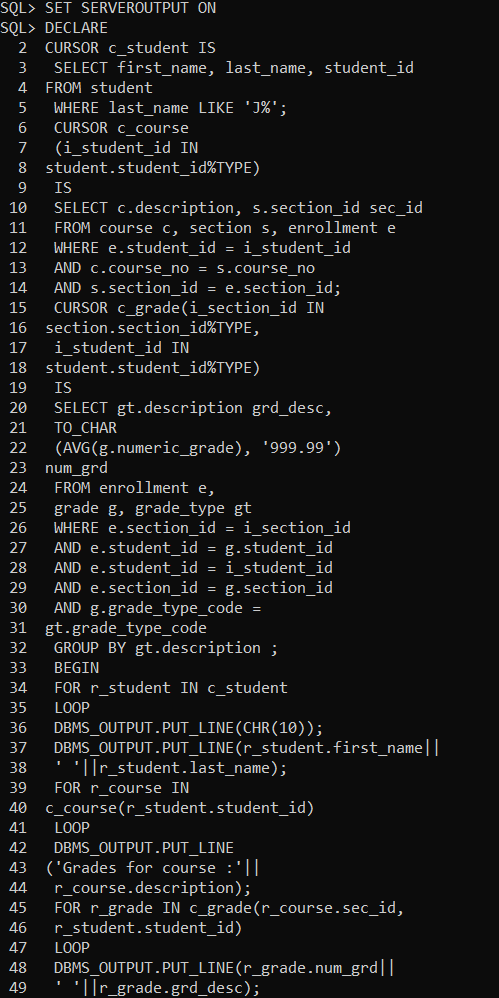 SQL> SET SERVEROUTPUT ON
SQL> DECLARE
  2  CURSOR c_student IS
  3   SELECT first_name, last_name, student_id
  4  FROM student
  5   WHERE last_name LIKE 'J%';
  6   CURSOR c_course
  7   (i_student_id IN
  8  student.student_id%TYPE)
  9   IS
 10   SELECT c.description, s.section_id sec_id
 11   FROM course c, section s, enrollment e
 12   WHERE e.student_id = i_student_id
 13   AND c.course_no = s.course_no
 14   AND s.section_id = e.section_id;
 15   CURSOR c_grade(i_section_id IN
 16  section.section_id%TYPE,
 17   i_student_id IN
 18  student.student_id%TYPE)
 19   IS
 20   SELECT gt.description grd_desc,
 21   TO_CHAR
 22   (AVG(g.numeric_grade), '999.99')
 23  num_grd
 24   FROM enrollment e,
 25   grade g, grade_type gt
 26   WHERE e.section_id = i_section_id
 27   AND e.student_id = g.student_id
 28   AND e.student_id = i_student_id
 29   AND e.section_id = g.section_id
 30   AND g.grade_type_code =
 31  gt.grade_type_code
 32   GROUP BY gt.description ;
 33   BEGIN
 34   FOR r_student IN c_student
 35   LOOP
 36   DBMS_OUTPUT.PUT_LINE(CHR(10));
 37   DBMS_OUTPUT.PUT_LINE(r_student.first_name||
 38   ' '||r_student.last_name);
 39   FOR r_course IN
 40  c_course(r_student.student_id)
 41   LOOP
 42   DBMS_OUTPUT.PUT_LINE
 43  ('Grades for course :'||
 44   r_course.description);
 45   FOR r_grade IN c_grade(r_course.sec_id,
 46   r_student.student_id)
 47   LOOP
 48   DBMS_OUTPUT.PUT_LINE(r_grade.num_grd||
 49   ' '||r_grade.grd_desc);